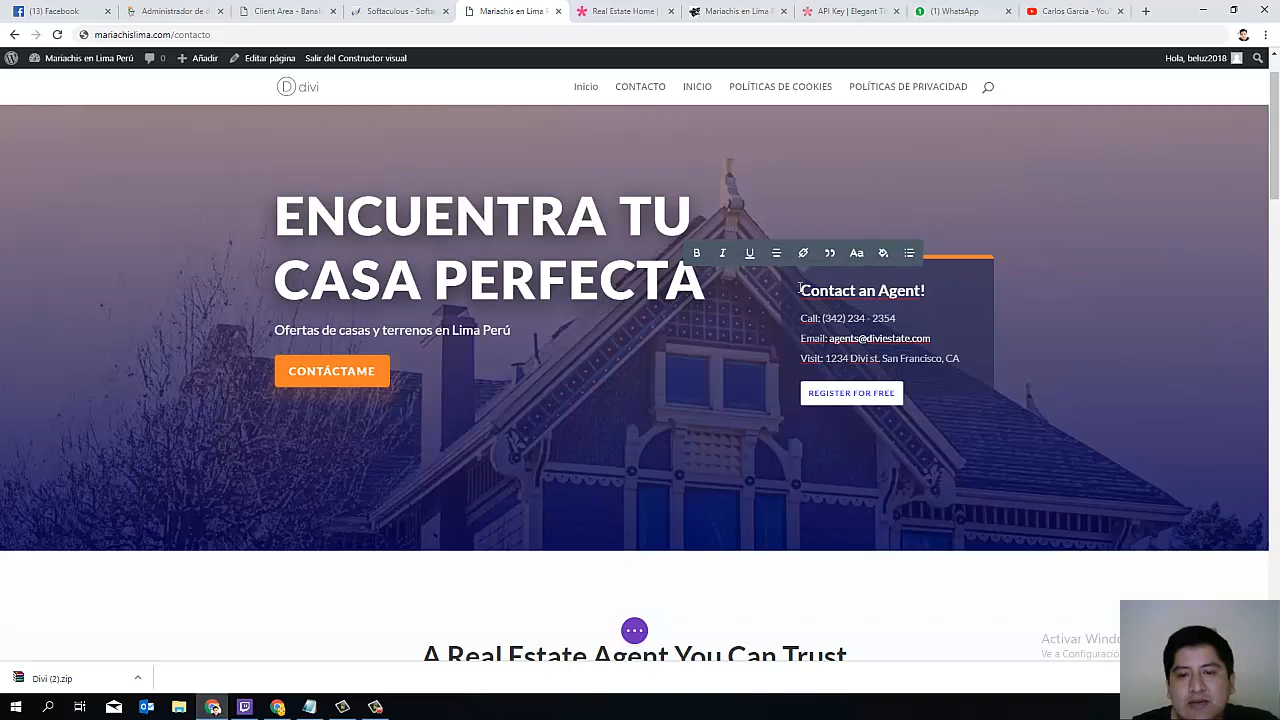 (13) Facebook
Administrador de d
Client Area - Bana
Softaculous - Softa
Mariachis en Lima P
Real Estate Home |
Mariachis en Lima P
API Key | Elegant T
(1) WhatsApp
Carlos Garcia - You
mariachislima.com/contacto
Mariachis en Lima Perú
0
Añadir
Editar página
Salir del Constructor visual
Hola, beluz2018
divi
Inicio
CONTACTO
INICIO
POLÍTICAS DE COOKIES
POLÍTICAS DE PRIVACIDAD
ENCUENTRA TU
CASA PERFECTA
Ofertas de casas y terrenos en Lima Perú
CONTÁCTAME
B I U Aa
Contact an Agent!
Call: (342) 234 - 2354
Email: agents@diviestate.com
Visit: 1234 Divi st. San Francisco, CA
REGISTER FOR FREE
A Real Estate Agent You Can Trust
Activar Windo
Ve a Configuració
Divi (2).zip